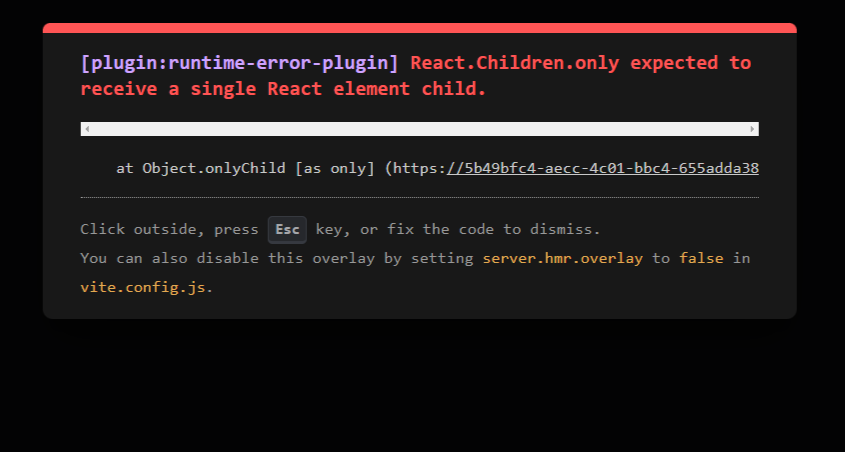 [plugin:runtime-error-plugin] React.Children.only expected to
receive a single React element child.
at Object.onlyChild [as only] (https://5b49bfc4-aecc-4c01-bbc4-655adda38
Click outside, press Esc key, or fix the code to dismiss.
You can also disable this overlay by setting server.hmr.overlay to false in
vite.config.js.